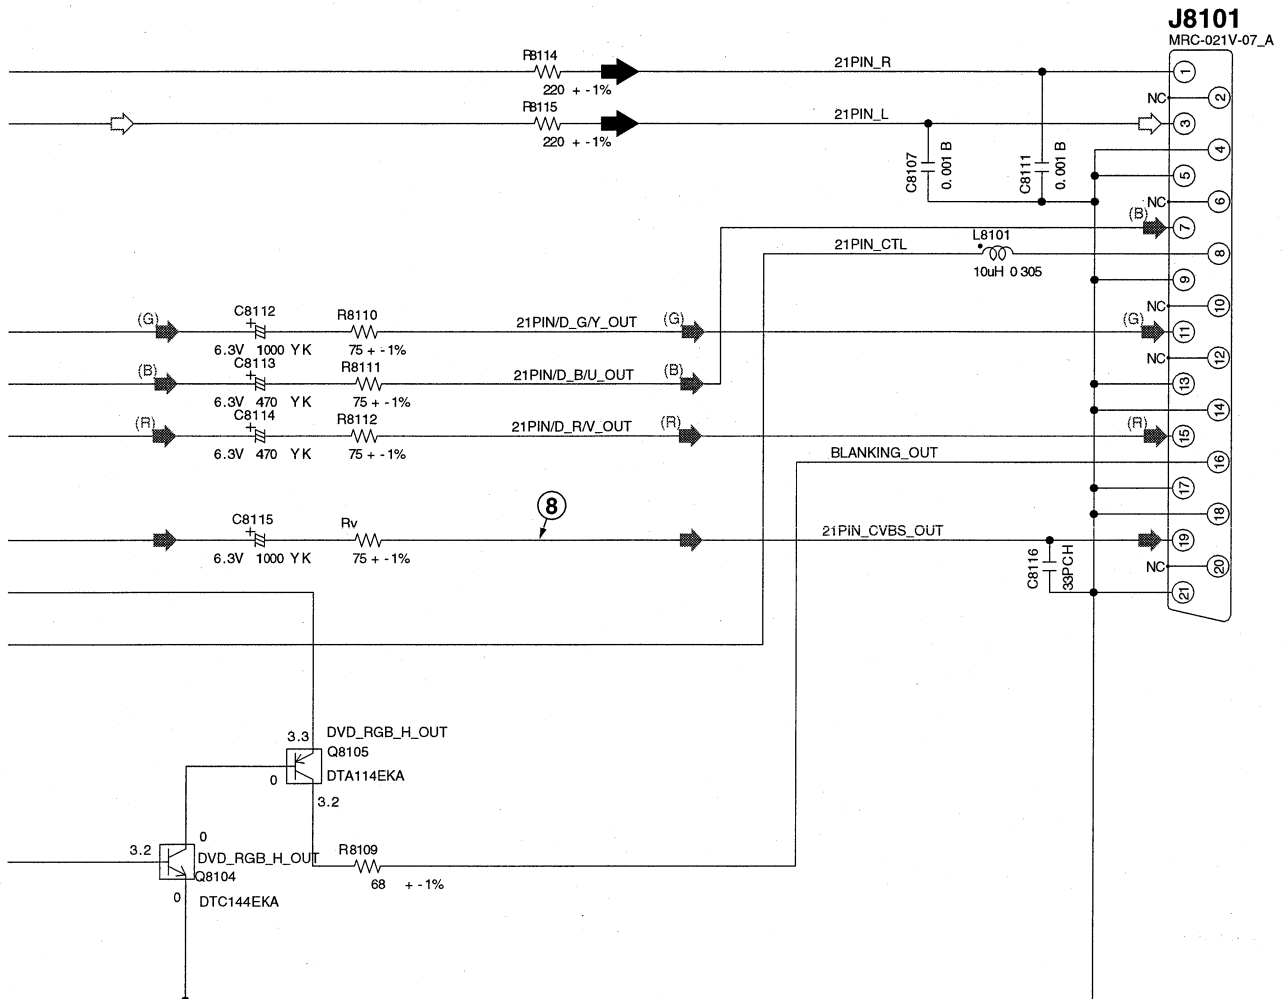 J8101
MRC-021V-07_A
R8114
220 + -1%
21PIN_R
1
NC
2
R8115
220 + -1%
21PIN_L
3
4
C8107
0.001 B
C8111
0.001 B
5
NC
6
(B)
7
21PIN_CTL
L8101
10uH 0305
8
9
NC
10
(G)
C8112
+
6.3V 1000 YK
R8110
75 + -1%
21PIN/D_G/Y_OUT
(G)
(G)
11
NC
12
(B)
C8113
+
6.3V 470 YK
R8111
75 + -1%
21PIN/D_B/U_OUT
(B)
13
14
(R)
C8114
+
6.3V 470 YK
R8112
75 + -1%
21PIN/D_R/V_OUT
(R)
(R)
15
BLANKING_OUT
16
17
18
C8115
+
6.3V 1000 YK
Rv
75 + -1%
8
21PIN_CVBS_OUT
19
C8116
33PCH
NC
20
21
3.3
DVD_RGB_H_OUT
Q8105
0
DTA114EKA
3.2
0
3.2
DVD_RGB_H_OUT
Q8104
0
DTC144EKA
R8109
68 + -1%